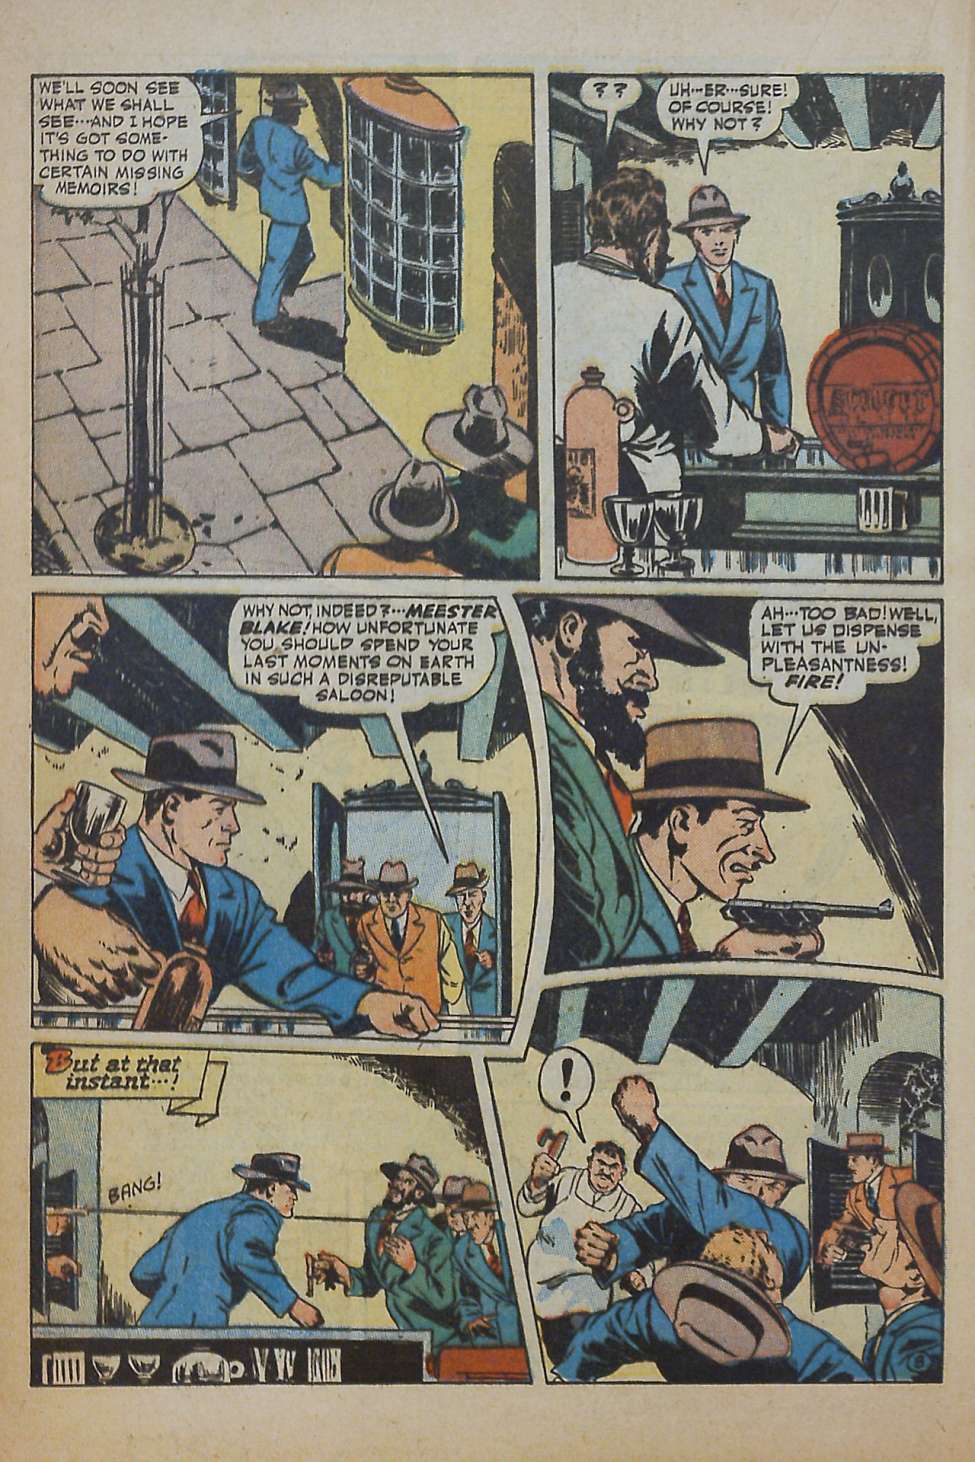 WE'LL SOON SEE
WHAT WE SHALL
SEE---AND I HOPE
IT'S GOT SOME-
THING TO DO WITH
CERTAIN MISSING
MEMOIRS!
??
UH--ER---SURE!
OF COURSE!
WHY NOT?
WHY NOT, INDEED?--- MEESTER
BLAKE! HOW UNFORTUNATE
YOU SHOULD SPEND YOUR
LAST MOMENTS ON EARTH
IN SUCH A DISREPUTABLE
SALOON!
AH---TOO BAD! WELL,
LET US DISPENSE
WITH THE UN-
PLEASANTNESS!
FIRE!
But at that
instant---!
BANG!
!
8